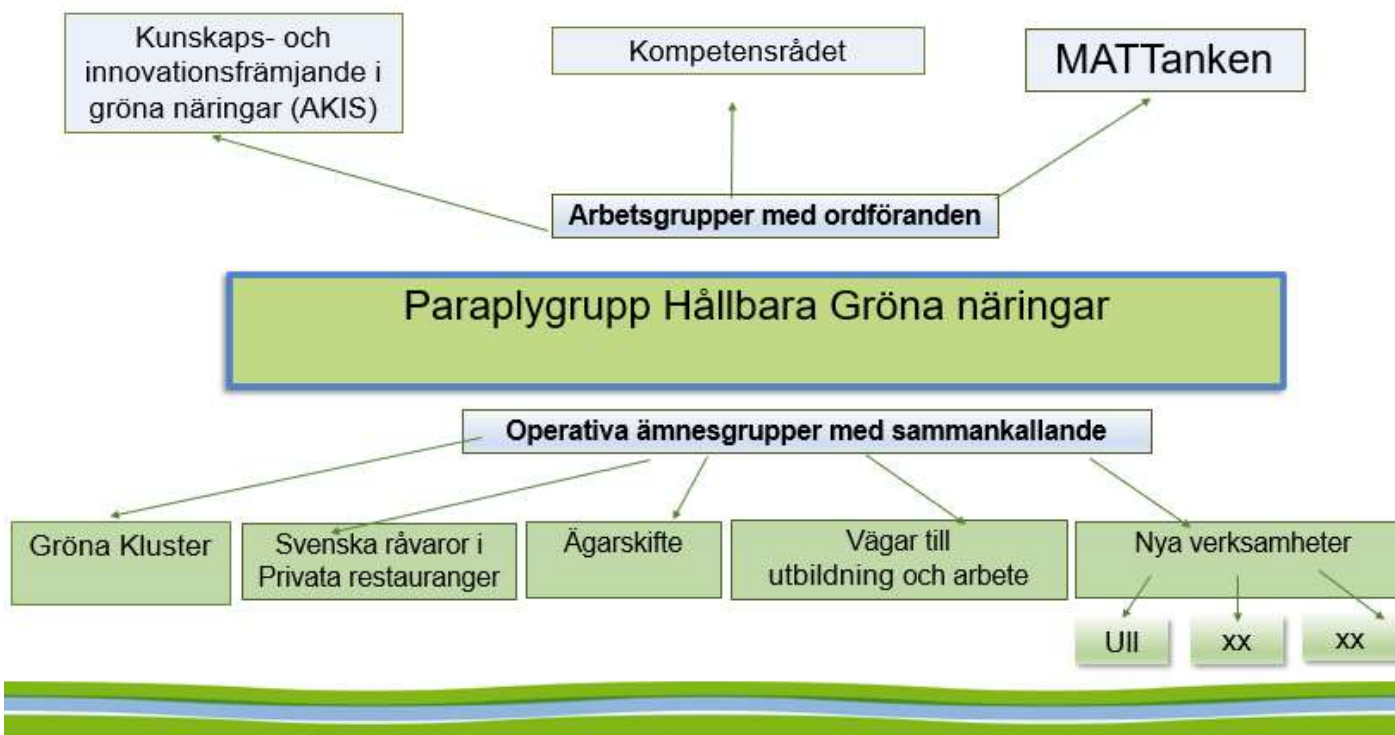 Kunskaps- och
innovationsfrämjande i
gröna näringar (AKIS)
Kompetensrådet
MATTanken
Arbetsgrupper med ordföranden
Paraplygrupp Hållbara Gröna näringar
Operativa ämnesgrupper med sammankallande
Gröna Kluster
Svenska råvaror i
Privata restauranger
Ägarskifte
Vägar till
utbildning och arbete
Nya verksamheter
Ull
xx
xx